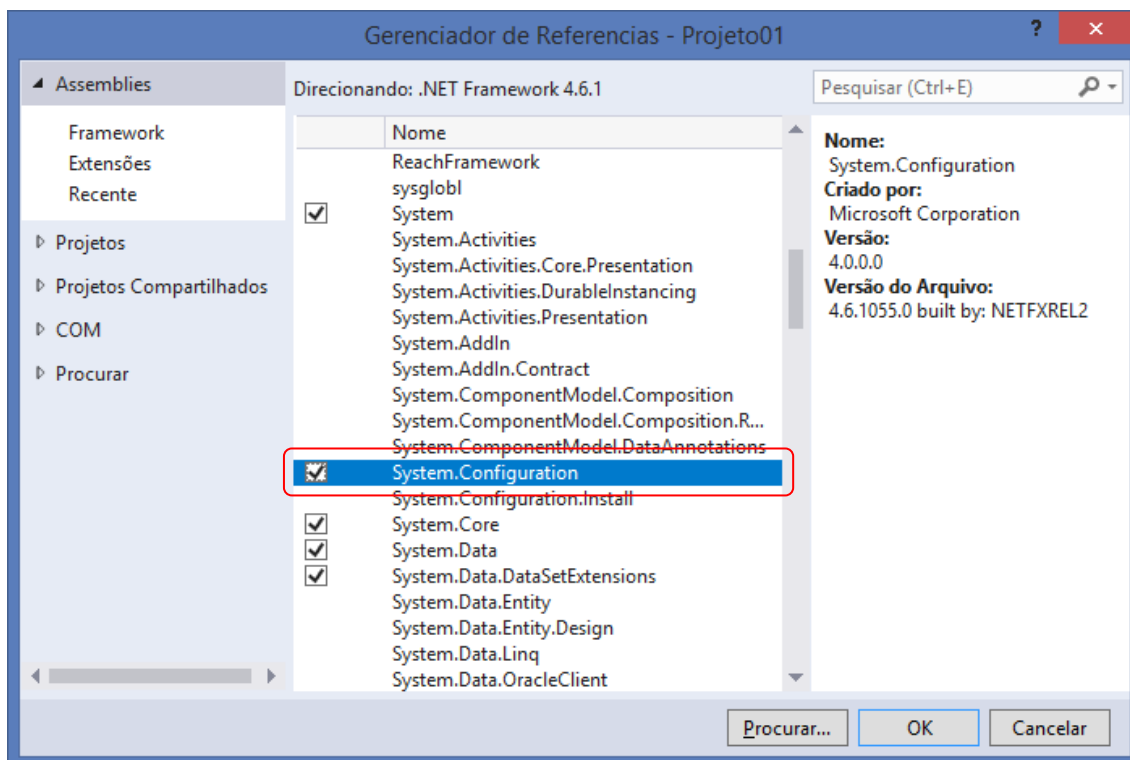 Gerenciador de Referencias - Projeto01
?
Assemblies
Framework
Extensões
Recente
Projetos
Projetos Compartilhados
COM
Procurar
Direcionando: .NET Framework 4.6.1
Nome
ReachFramework
sysglobl
System
System.Activities
System.Activities.Core.Presentation
System.Activities.DurableInstancing
System.Activities.Presentation
System.AddIn
System.AddIn.Contract
System.ComponentModel.Composition
System.ComponentModel.Composition.R...
System.ComponentModel.DataAnnotations
System.Configuration
System.Configuration.Install
System.Core
System.Data
System.Data.DataSetExtensions
System.Data.Entity
System.Data.Entity.Design
System.Data.Linq
System.Data.OracleClient
Pesquisar (Ctrl+E)
Nome:
System.Configuration
Criado por:
Microsoft Corporation
Versão:
4.0.0.0
Versão do Arquivo:
4.6.1055.0 built by: NETFXREL2
Procurar...
OK
Cancelar